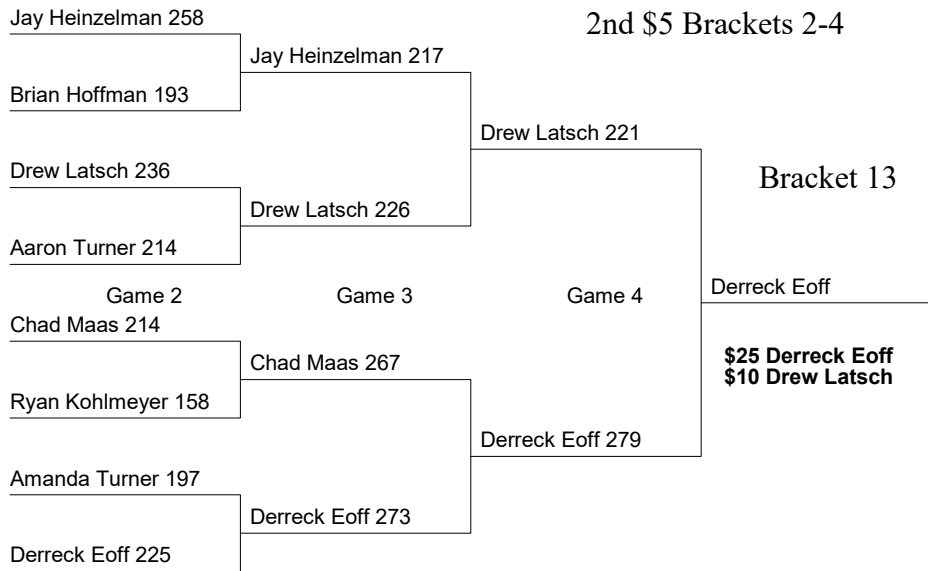 Jay Heinzelman 258
2nd $5 Brackets 2-4
Jay Heinzelman 217
Brian Hoffman 193
Drew Latsch 221
Drew Latsch 236
Bracket 13
Drew Latsch 226
Aaron Turner 214
Game 2
Game 3
Game 4
Derreck Eoff
Chad Maas 214
$25 Derreck Eoff
Chad Maas 267
$10 Drew Latsch
Ryan Kohlmeyer 158
Derreck Eoff 279
Amanda Turner 197
Derreck Eoff 273
Derreck Eoff 225